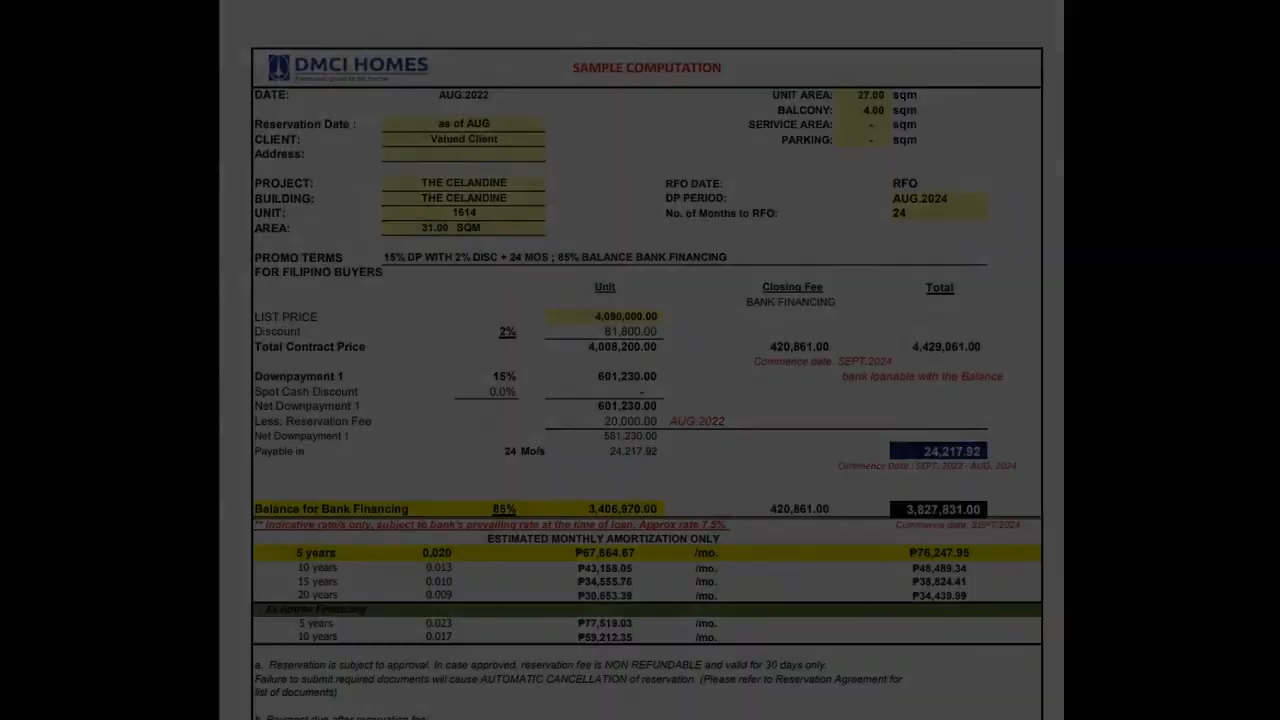 DMCI HOMES
SAMPLE COMPUTATION
DATE: AUG.2022 UNIT AREA: 27.00 sqm
BALCONY: 4.00 sqm
Reservation Date : as of AUG SERIVICE AREA: - sqm
CLIENT: Valued Client PARKING: - sqm
Address:
PROJECT: THE CELANDINE RFO DATE: RFO
BUILDING: THE CELANDINE DP PERIOD: AUG.2024
UNIT: 1614 No. of Months to RFO: 24
AREA: 31.00 SQM
PROMO TERMS 15% DP WITH 2% DISC + 24 MOS ; 85% BALANCE BANK FINANCING
FOR FILIPINO BUYERS
Unit Closing Fee Total
BANK FINANCING
LIST PRICE 4,090,000.00
Discount 2% 81,800.00
Total Contract Price 4,008,200.00 420,861.00 4,429,061.00
Commence date. SEPT.2024
Downpayment 1 15% 601,230.00 bank loanable with the Balance
Spot Cash Discount 0.0% -
Net Downpayment 1 601,230.00
Less: Reservation Fee 20,000.00 AUG.2022
Net Downpayment 1 581,230.00
Payable in 24 Mo/s 24,217.92 24,217.92
Commence Date : SEPT. 2022 - AUG. 2024
Balance for Bank Financing 85% 3,406,970.00 420,861.00 3,827,831.00
** Indicative rate/s only, subject to bank's prevailing rate at the time of loan. Approx rate 7.5% Commence date. SEPT.2024
ESTIMATED MONTHLY AMORTIZATION ONLY
5 years 0.020 ₱67,864.67 /mo. ₱76,247.95
10 years 0.013 ₱43,158.05 /mo. ₱48,489.34
15 years 0.010 ₱34,555.76 /mo. ₱38,824.41
20 years 0.009 ₱30,653.39 /mo. ₱34,439.99
Financing
5 years 0.023 ₱77,519.03 /mo.
10 years 0.017 ₱59,212.35 /mo.
a. Reservation is subject to approval. In case approved, reservation fee is NON REFUNDABLE and valid for 30 days only.
Failure to submit required documents will cause AUTOMATIC CANCELLATION of reservation. (Please refer to Reservation Agreement for
list of documents)
b. Payment due after reservation fee: